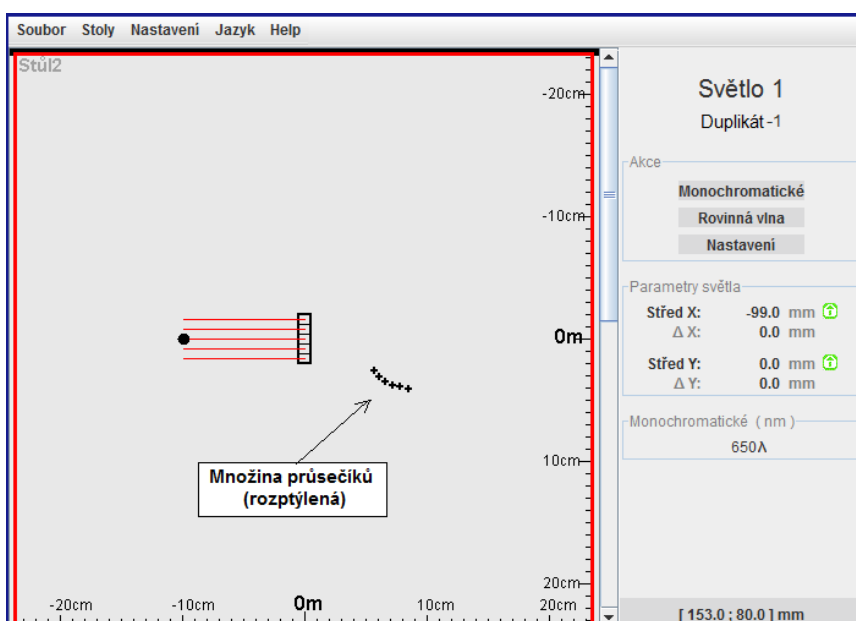 Soubor Stoly Nastavení Jazyk Help
Stůl2
-20cm
-10cm
0m
10cm
20cm
-20cm -10cm 0m 10cm 20cm
Množina průsečíků
(rozptýlená)
Světlo 1
Duplikát-1
Akce
Monochromatické
Rovinná vlna
Nastavení
Parametry světla
Střed X: -99.0 mm
Δ X: 0.0 mm
Střed Y: 0.0 mm
Δ Y: 0.0 mm
Monochromatické ( nm )
650Λ
[ 153.0 ; 80.0 ] mm